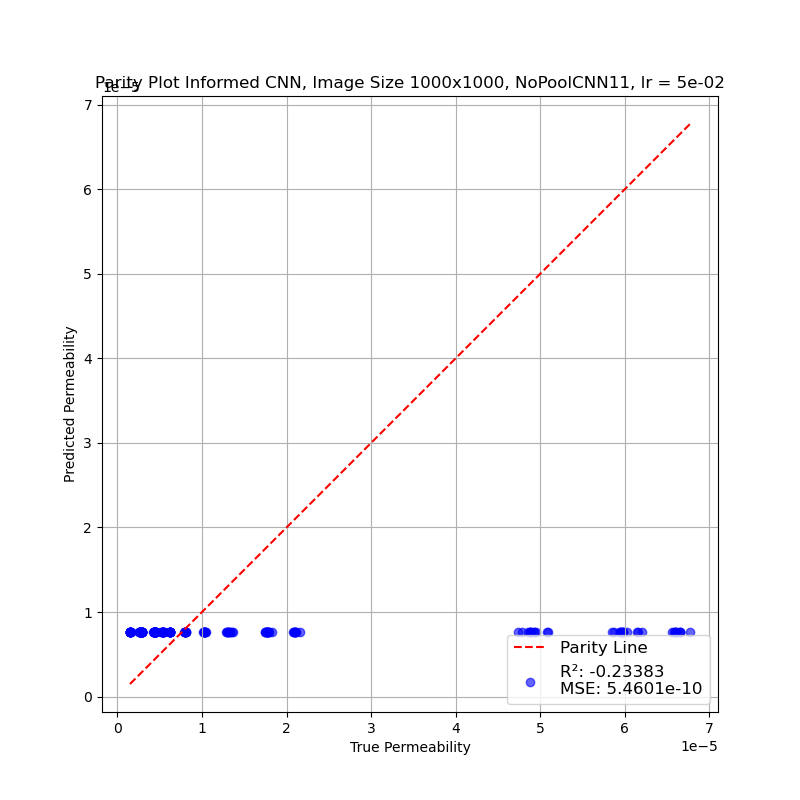 Parity Plot Informed CNN, Image Size 1000x1000, NoPoolCNN11, lr = 5e-02
1e−5
7
6
5
4
3
2
1
0
Predicted Permeability
Parity Line
R²: -0.23383
MSE: 5.4601e-10
0 1 2 3 4 5 6 7
True Permeability
1e−5